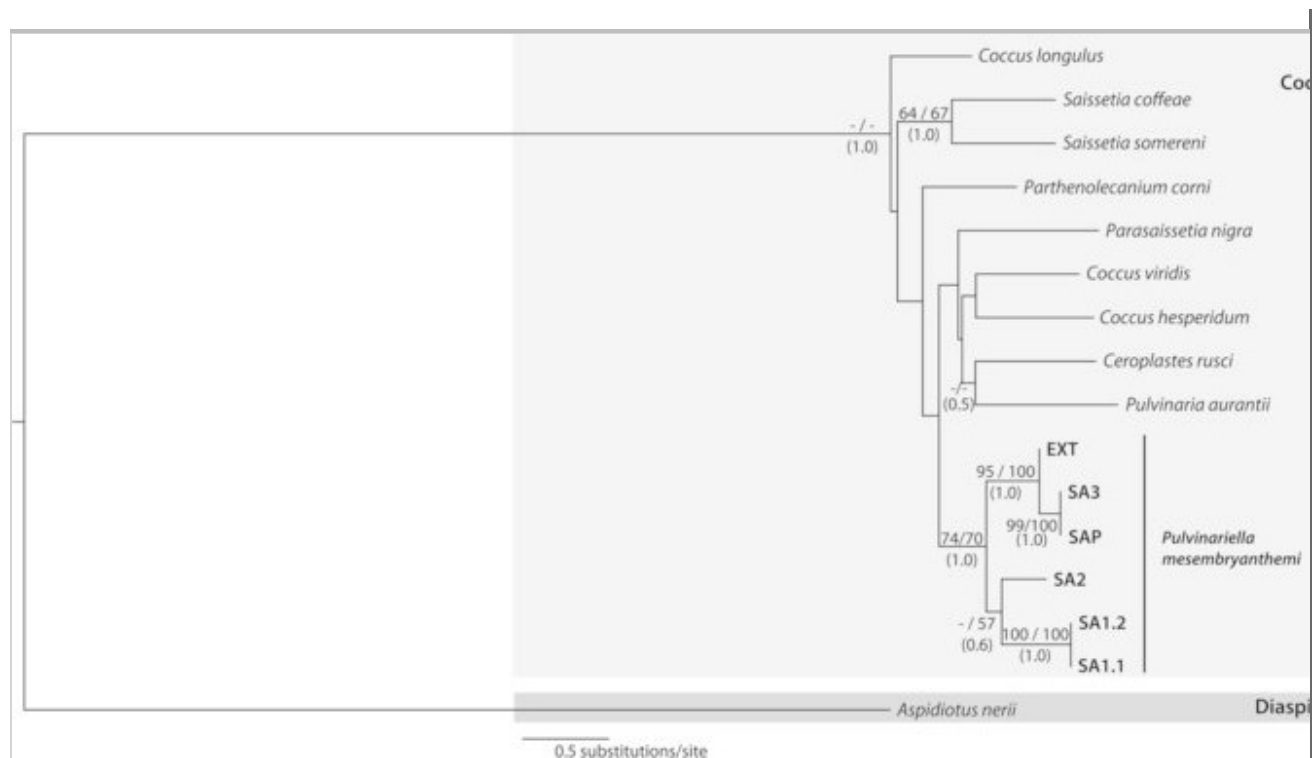 Coccus longulus
Coc
Saissetia coffeae
64 / 67
(1.0)
- / -
(1.0)
Saissetia somereni
Parthenolecanium corni
Parasaissetia nigra
Coccus viridis
Coccus hesperidum
Ceroplastes rusci
-/-
(0.5)
Pulvinaria aurantii
EXT
95 / 100
(1.0)
SA3
99/100
(1.0)
SAP
74/70
(1.0)
Pulvinariella
mesembryanthemi
SA2
- / 57
(0.6)
SA1.2
100 / 100
(1.0)
SA1.1
Aspidiotus nerii
Diaspi
0.5 substitutions/site